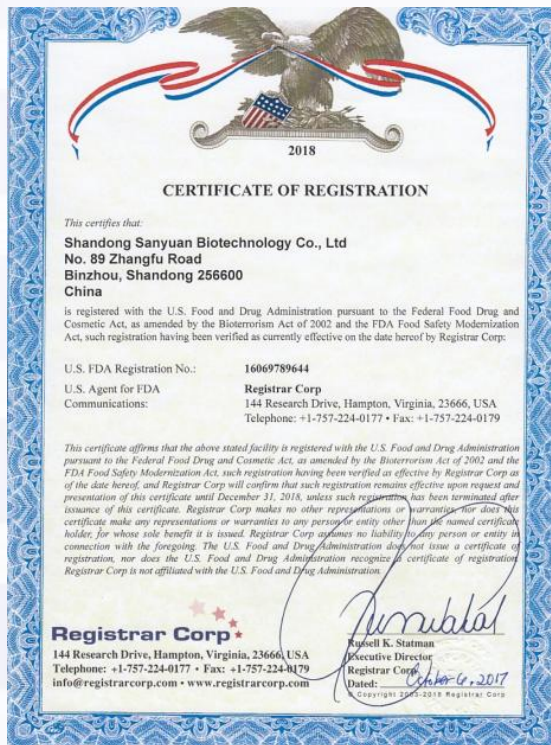 2018
CERTIFICATE OF REGISTRATION
This certifies that:
Shandong Sanyuan Biotechnology Co., Ltd
No. 89 Zhangfu Road
Binzhou, Shandong 256600
China
is registered with the U.S. Food and Drug Administration pursuant to the Federal Food Drug and
Cosmetic Act, as amended by the Bioterrorism Act of 2002 and the FDA Food Safety Modernization
Act, such registration having been verified as currently effective on the date hereof by Registrar Corp:
U.S. FDA Registration No.: 16069789644
U.S. Agent for FDA Registrar Corp
Communications: 144 Research Drive, Hampton, Virginia, 23666, USA
Telephone: +1-757-224-0177 • Fax: +1-757-224-0179
This certificate affirms that the above stated facility is registered with the U.S. Food and Drug Administration
pursuant to the Federal Food Drug and Cosmetic Act, as amended by the Bioterrorism Act of 2002 and the
FDA Food Safety Modernization Act, such registration having been verified as effective by Registrar Corp as
of the date hereof, and Registrar Corp will confirm that such registration remains effective upon request and
presentation of this certificate until December 31, 2018, unless such registration has been terminated after
issuance of this certificate. Registrar Corp makes no other representations or warranties, nor does this
certificate make any representations or warranties to any person or entity other than the named certificate
holder, for whose sole benefit it is issued. Registrar Corp assumes no liability to any person or entity in
connection with the foregoing. The U.S. Food and Drug Administration does not issue a certificate of
registration, nor does the U.S. Food and Drug Administration recognize a certificate of registration.
Registrar Corp is not affiliated with the U.S. Food and Drug Administration.
Registrar Corp
144 Research Drive, Hampton, Virginia, 23666, USA
Telephone: +1-757-224-0177 • Fax: +1-757-224-0179
info@registrarcorp.com • www.registrarcorp.com
Russell K. Statman
Executive Director
Registrar Corp
Dated: October 6, 2017
© Copyright 2003-2018 Registrar Corp